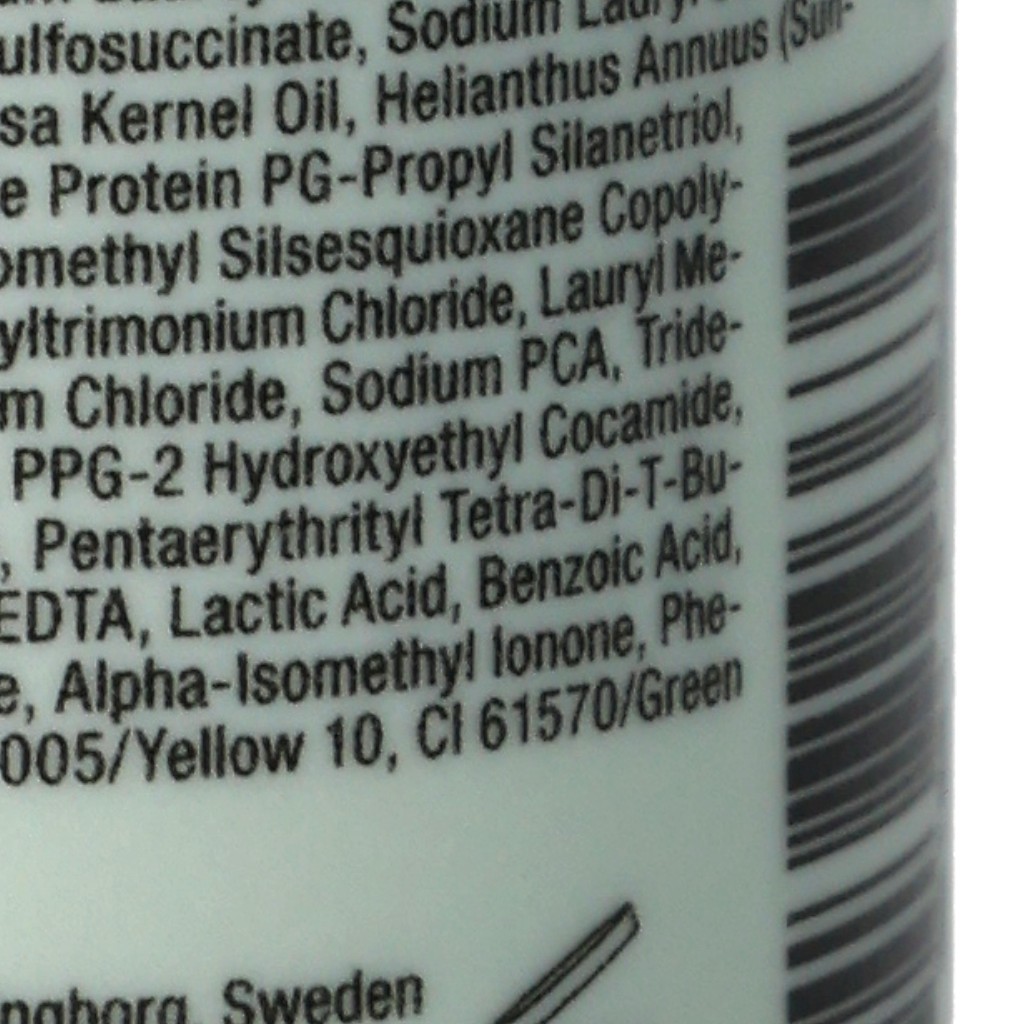 ulfosuccinate, Sodium
sa Kernel Oil, Helianthus Annuus (Sun-
e Protein PG-Propyl Silanetriol,
omethyl Silsesquioxane Copoly-
yltrimonium Chloride, Lauryl Me-
m Chloride, Sodium PCA, Tride-
PPG-2 Hydroxyethyl Cocamide,
, Pentaerythrityl Tetra-Di-T-Bu-
EDTA, Lactic Acid, Benzoic Acid,
e, Alpha-Isomethyl Ionone, Phe-
005/Yellow 10, CI 61570/Green
ngborg, Sweden